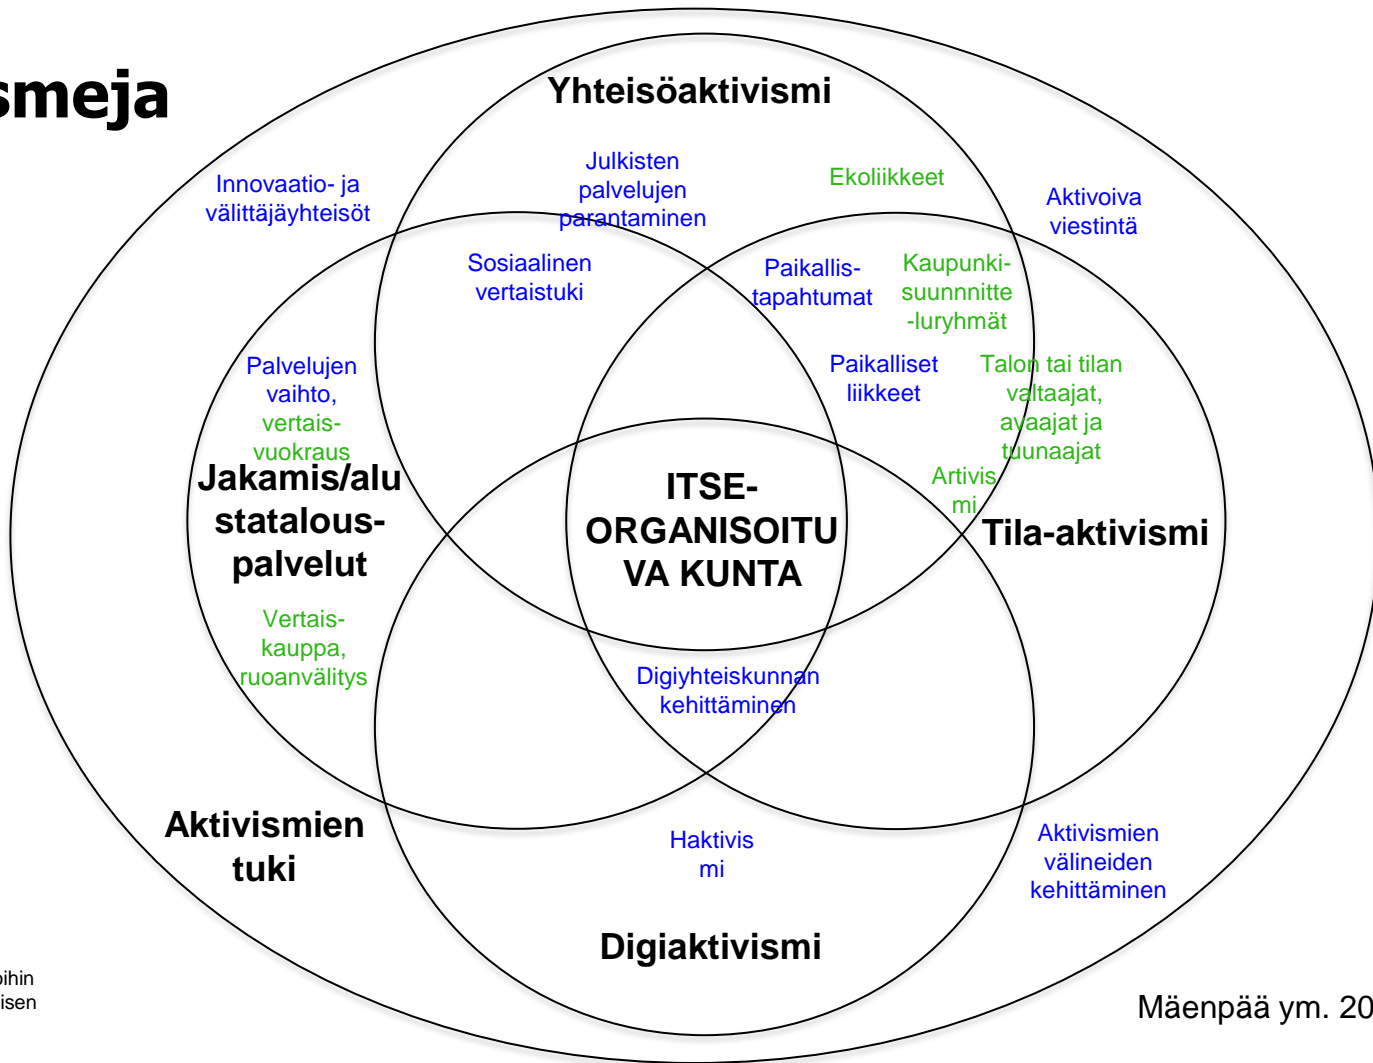 smeja
Yhteisöaktivismi
Innovaatio- ja
välittäjäyhteisöt
Julkisten
palvelujen
parantaminen
Ekoliikkeet
Aktivoiva
viestintä
Sosiaalinen
vertaistuki
Paikallis-
tapahtumat
Kaupunki-
suunnnitte
-luryhmät
Palvelujen
vaihto,
vertais-
vuokraus
Paikalliset
liikkeet
Talon tai tilan
valtaajat,
avaajat ja
tuunaajat
Artivis
mi
Jakamis/alu
statalous-
palvelut
ITSE-
ORGANISOITU
VA KUNTA
Tila-aktivismi
Vertais-
kauppa,
ruoanvälitys
Digiyhteiskunnan
kehittäminen
Aktivismien
tuki
Haktivis
mi
Aktivismien
välineiden
kehittäminen
Digiaktivismi
oihin
isen
Mäenpää ym. 20